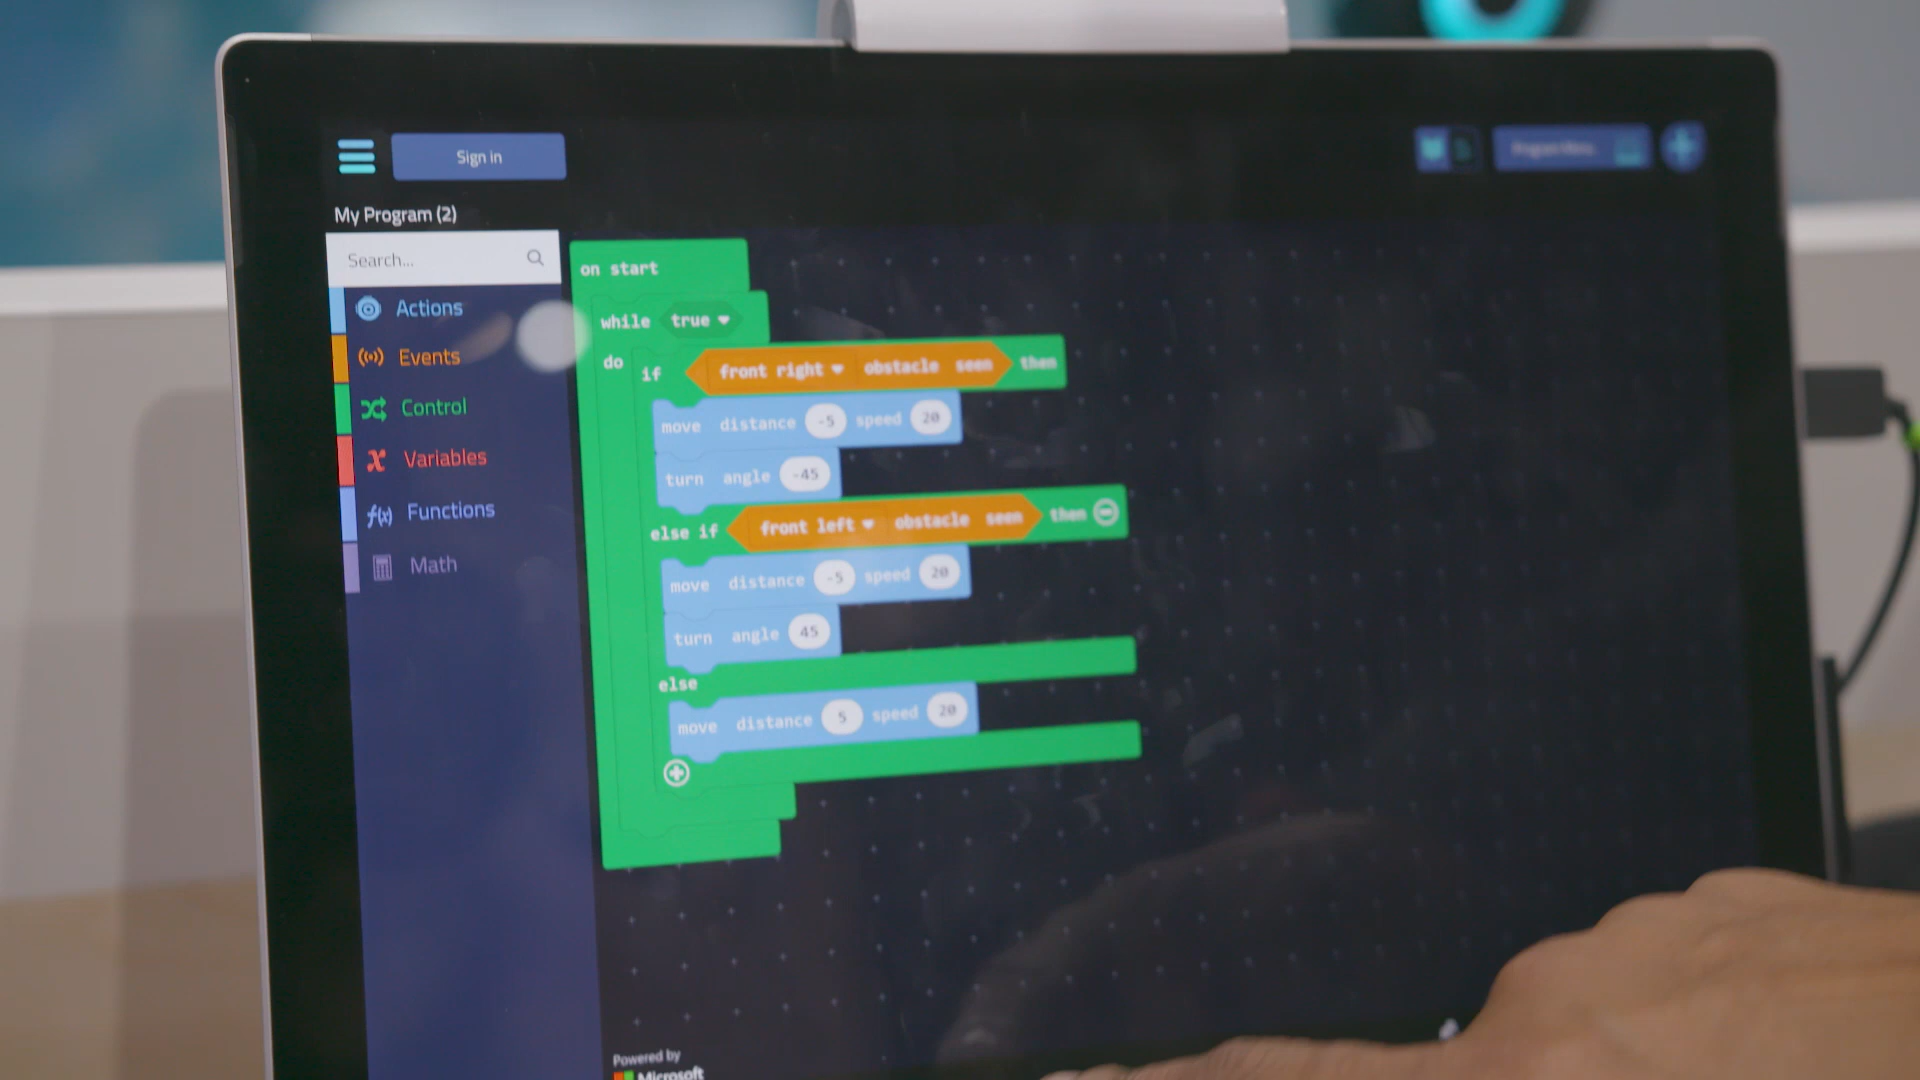 Sign in
My Program (2)
Search...
Actions
Events
Control
Variables
Functions
Math
on start
while true
do if front right obstacle seen then
move distance -5 speed 20
turn angle -45
else if front left obstacle seen then
move distance -5 speed 20
turn angle 45
else
move distance 5 speed 20
Powered by
Microsoft